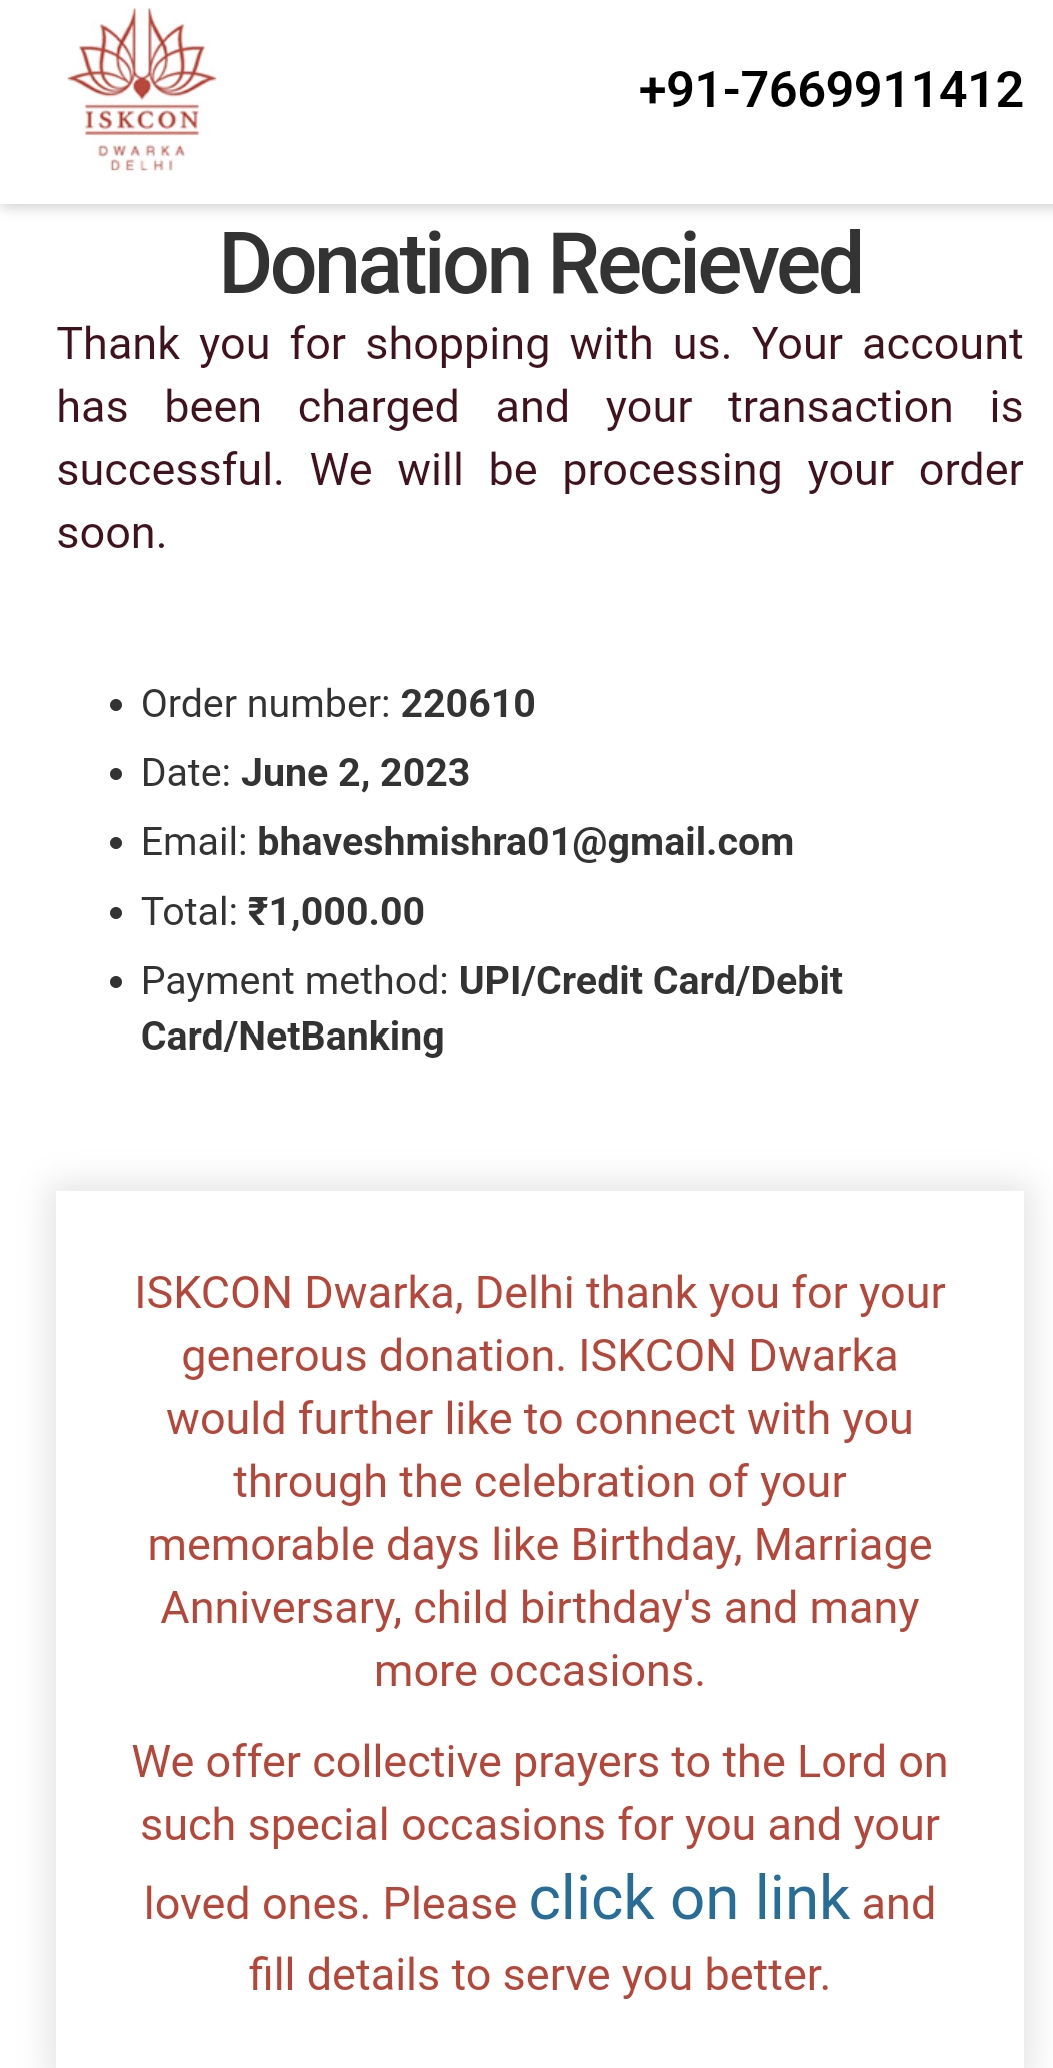 ISKCON
DWARKA
DELHI
+91-7669911412
Donation Recieved
Thank you for shopping with us. Your account
has been charged and your transaction is
successful. We will be processing your order
soon.
• Order number: 220610
• Date: June 2, 2023
• Email: bhaveshmishra01@gmail.com
• Total: ₹1,000.00
• Payment method: UPI/Credit Card/Debit
Card/NetBanking
ISKCON Dwarka, Delhi thank you for your
generous donation. ISKCON Dwarka
would further like to connect with you
through the celebration of your
memorable days like Birthday, Marriage
Anniversary, child birthday's and many
more occasions.
We offer collective prayers to the Lord on
such special occasions for you and your
loved ones. Please click on link and
fill details to serve you better.